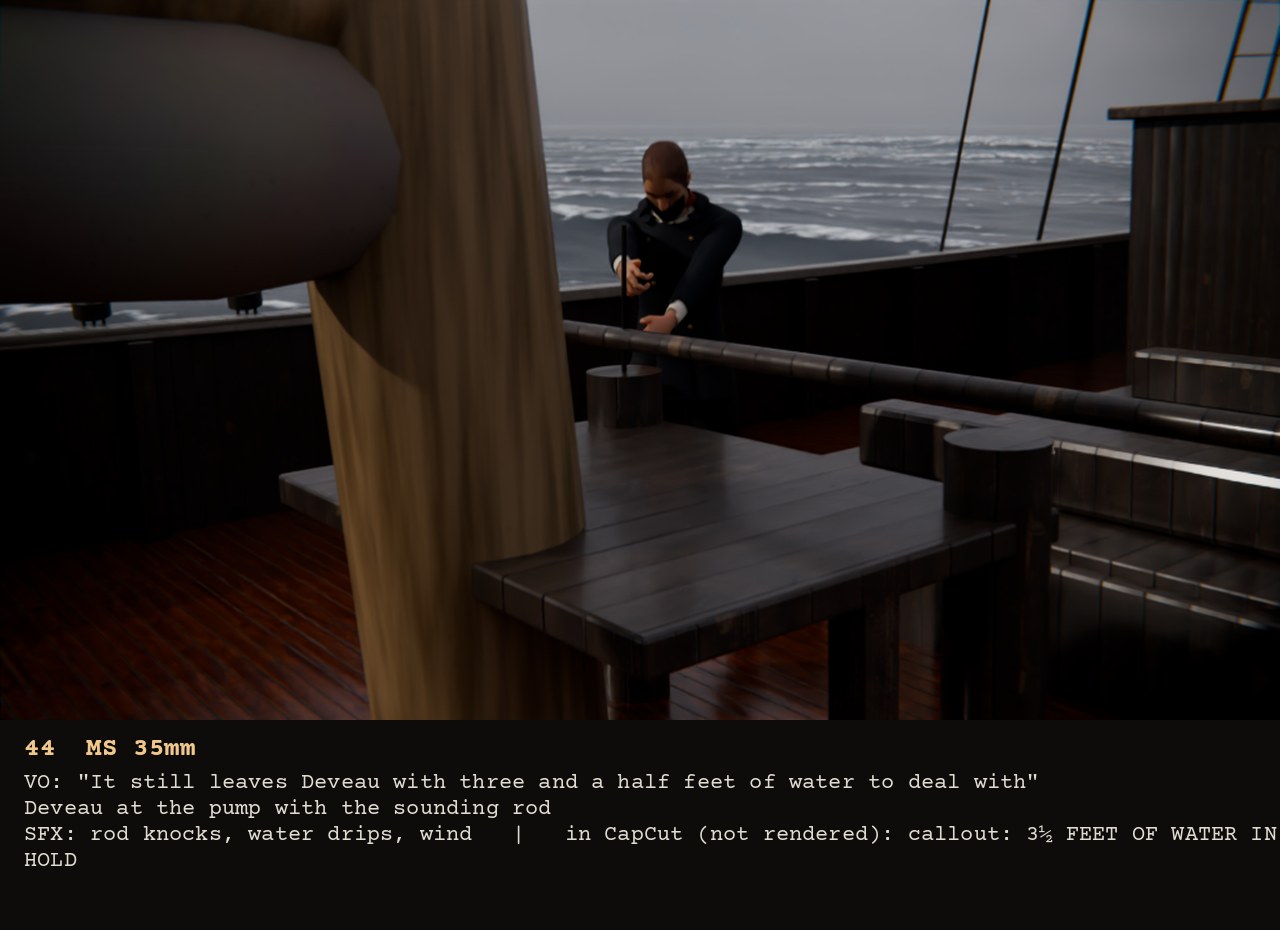 44  MS 35mm
VO: "It still leaves Deveau with three and a half feet of water to deal with"
Deveau at the pump with the sounding rod
SFX: rod knocks, water drips, wind   |   in CapCut (not rendered): callout: 3½ FEET OF WATER IN
HOLD